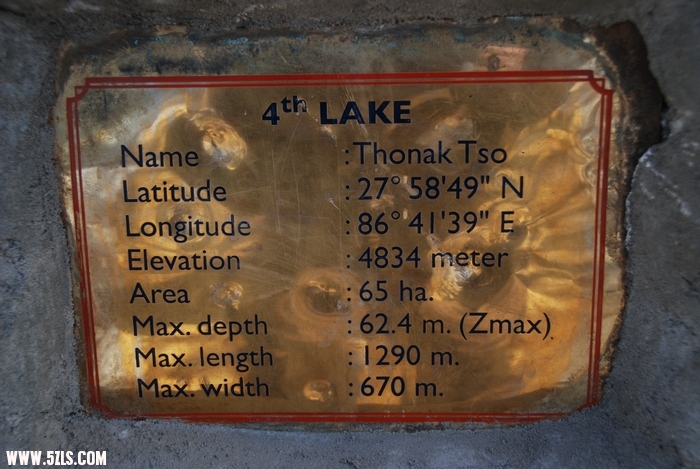 4th LAKE
Name : Thonak Tso
Latitude : 27° 58'49" N
Longitude : 86° 41'39" E
Elevation : 4834 meter
Area : 65 ha.
Max. depth : 62.4 m. (Zmax)
Max. length : 1290 m.
Max. width : 670 m.
WWW.5ZLS.COM